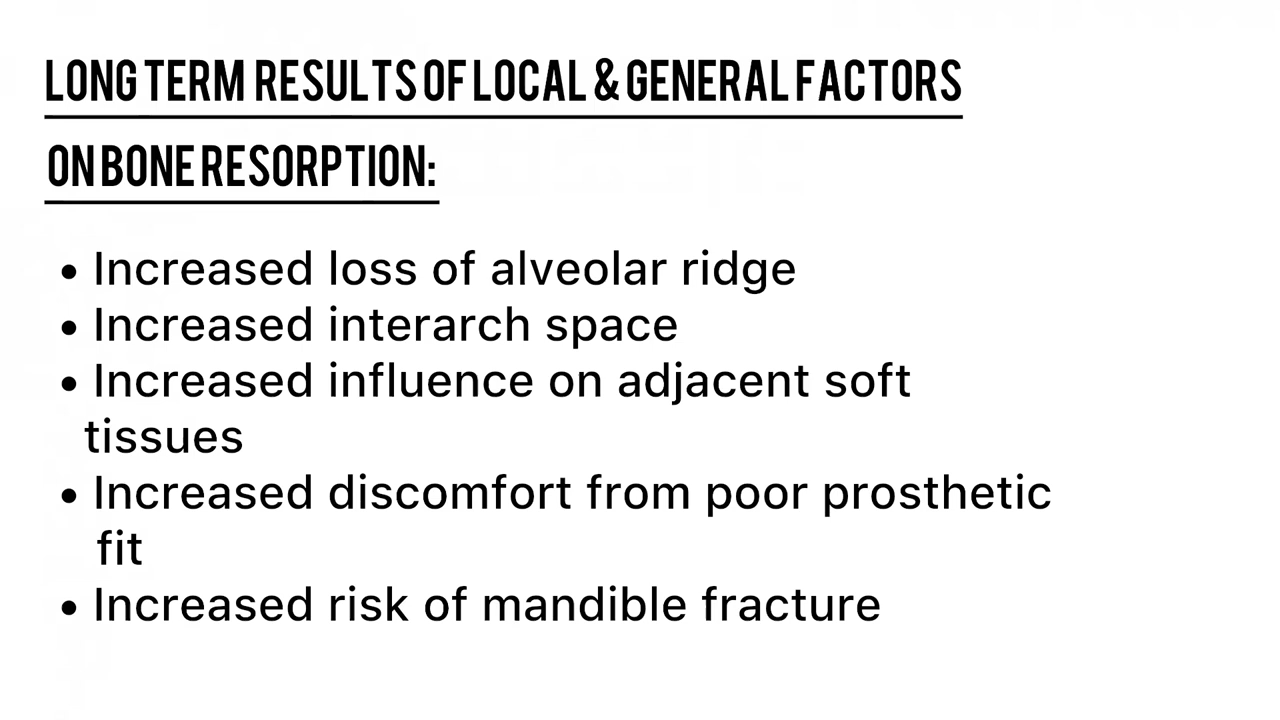 LONG TERM RESULTS OF LOCAL & GENERAL FACTORS
ON BONE RESORPTION:
• Increased loss of alveolar ridge
• Increased interarch space
• Increased influence on adjacent soft
tissues
• Increased discomfort from poor prosthetic
fit
• Increased risk of mandible fracture